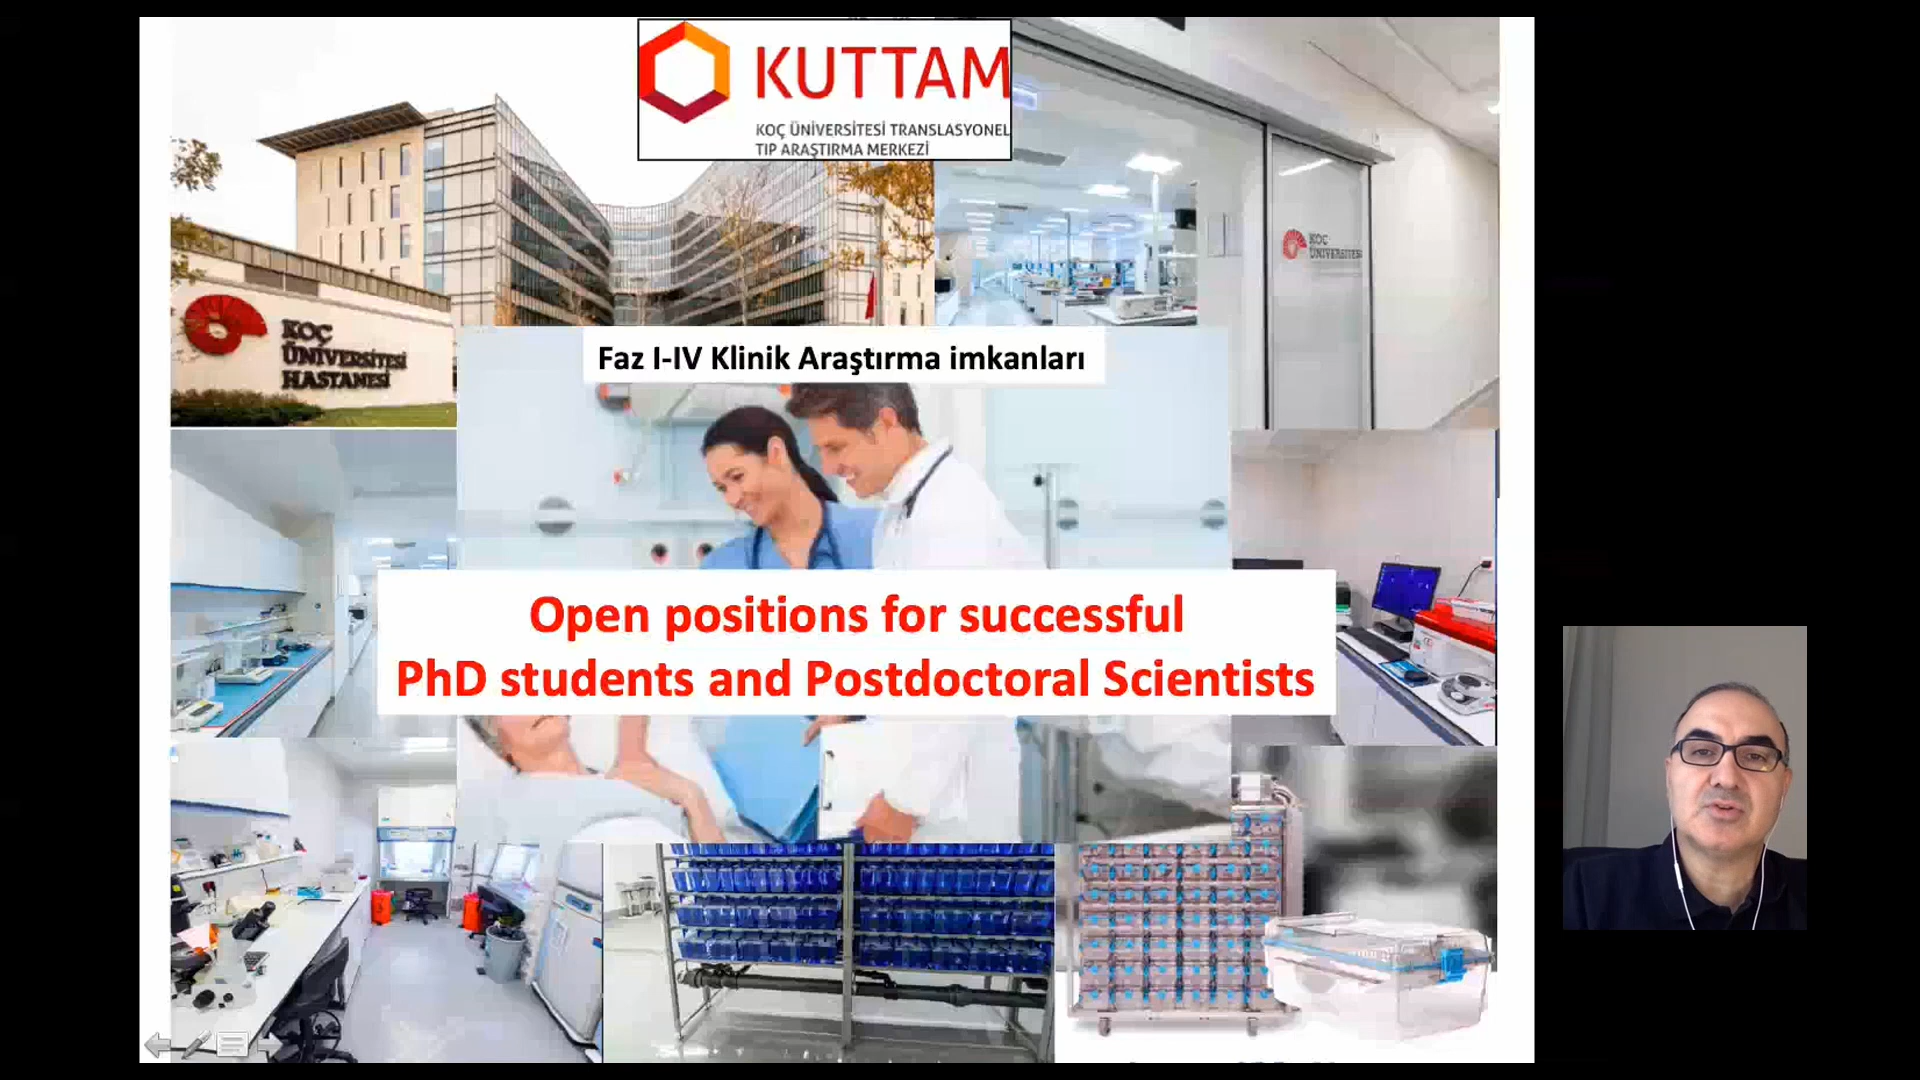 KUTTAM
KOÇ ÜNİVERSİTESİ TRANSLASYONEL
TIP ARAŞTIRMA MERKEZİ
KOÇ
ÜNİVERSİTESİ
KOÇ
ÜNİVERSİTESİ
HASTANESİ
Faz I-IV Klinik Araştırma imkanları
Open positions for successful
PhD students and Postdoctoral Scientists